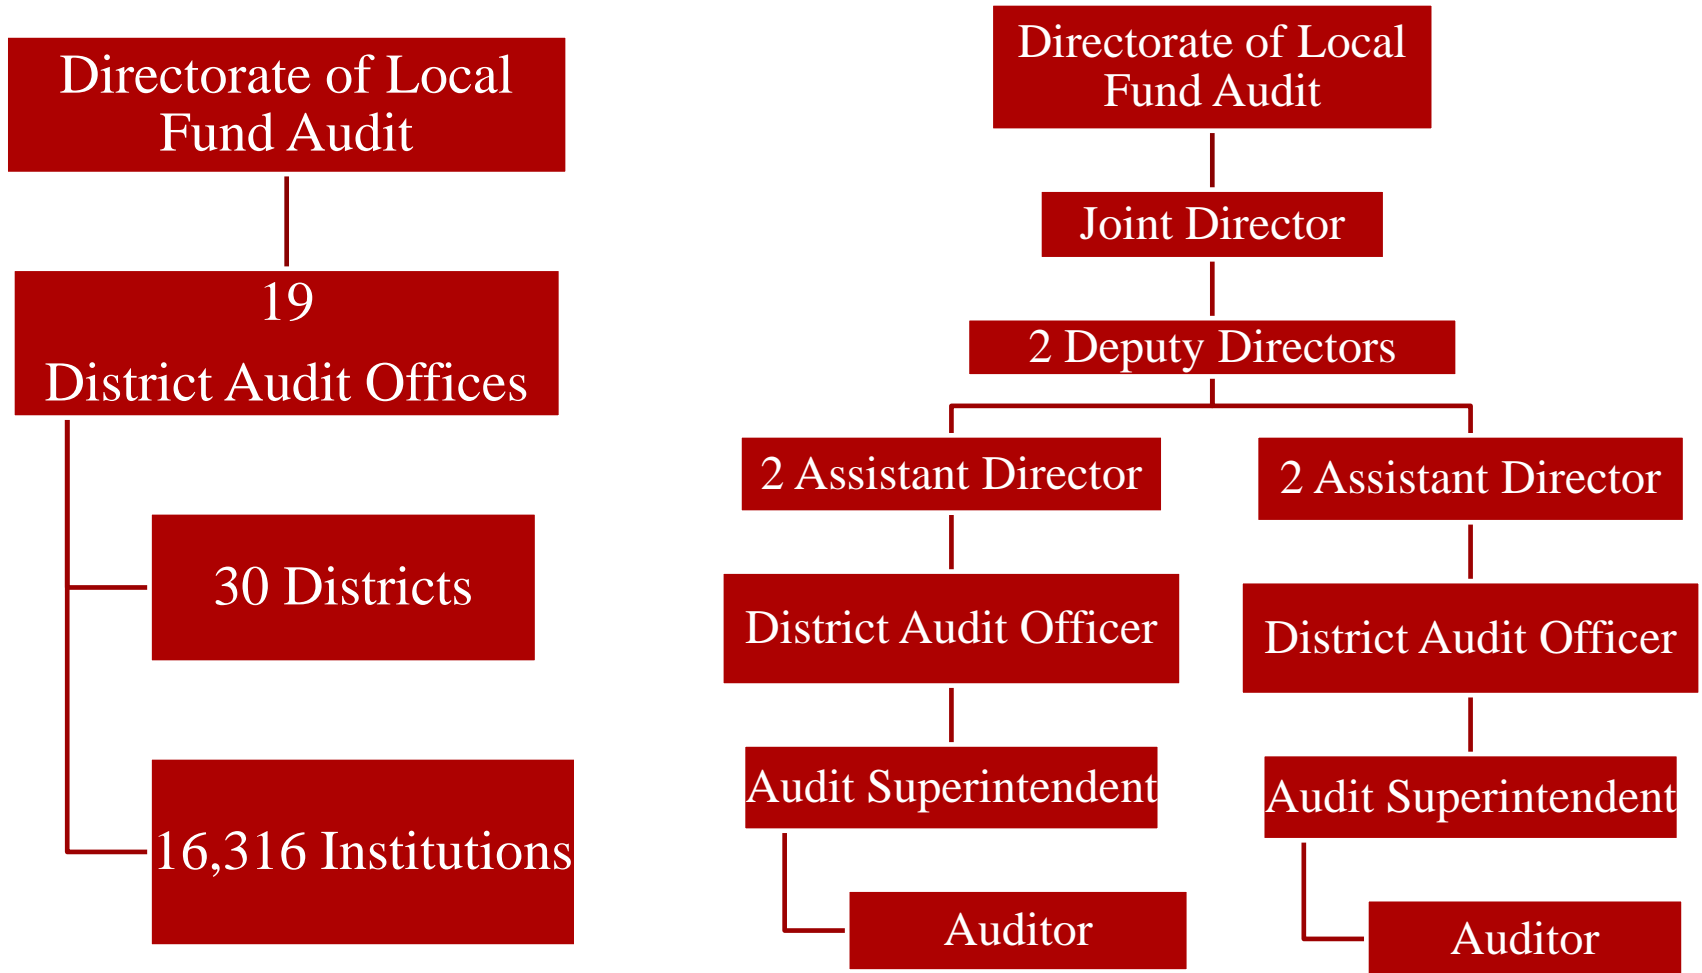 Directorate of Local
Fund Audit
19
District Audit Offices
30 Districts
16,316 Institutions
Directorate of Local
Fund Audit
Joint Director
2 Deputy Directors
2 Assistant Director
District Audit Officer
Audit Superintendent
Auditor
2 Assistant Director
District Audit Officer
Audit Superintendent
Auditor